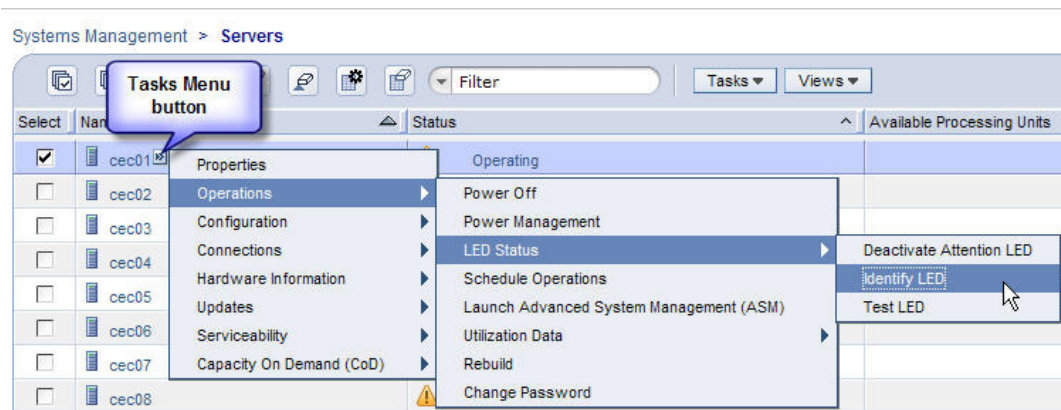 Systems Management > Servers
Tasks Menu
button
Filter
Tasks
Views
Select
Status
Available Processing Units
cec01
Operating
cec02
cec03
cec04
cec05
cec06
cec07
cec08
Properties
Operations
Configuration
Connections
Hardware Information
Updates
Serviceability
Capacity On Demand (CoD)
Power Off
Power Management
LED Status
Schedule Operations
Launch Advanced System Management (ASM)
Utilization Data
Rebuild
Change Password
Deactivate Attention LED
Identify LED
Test LED